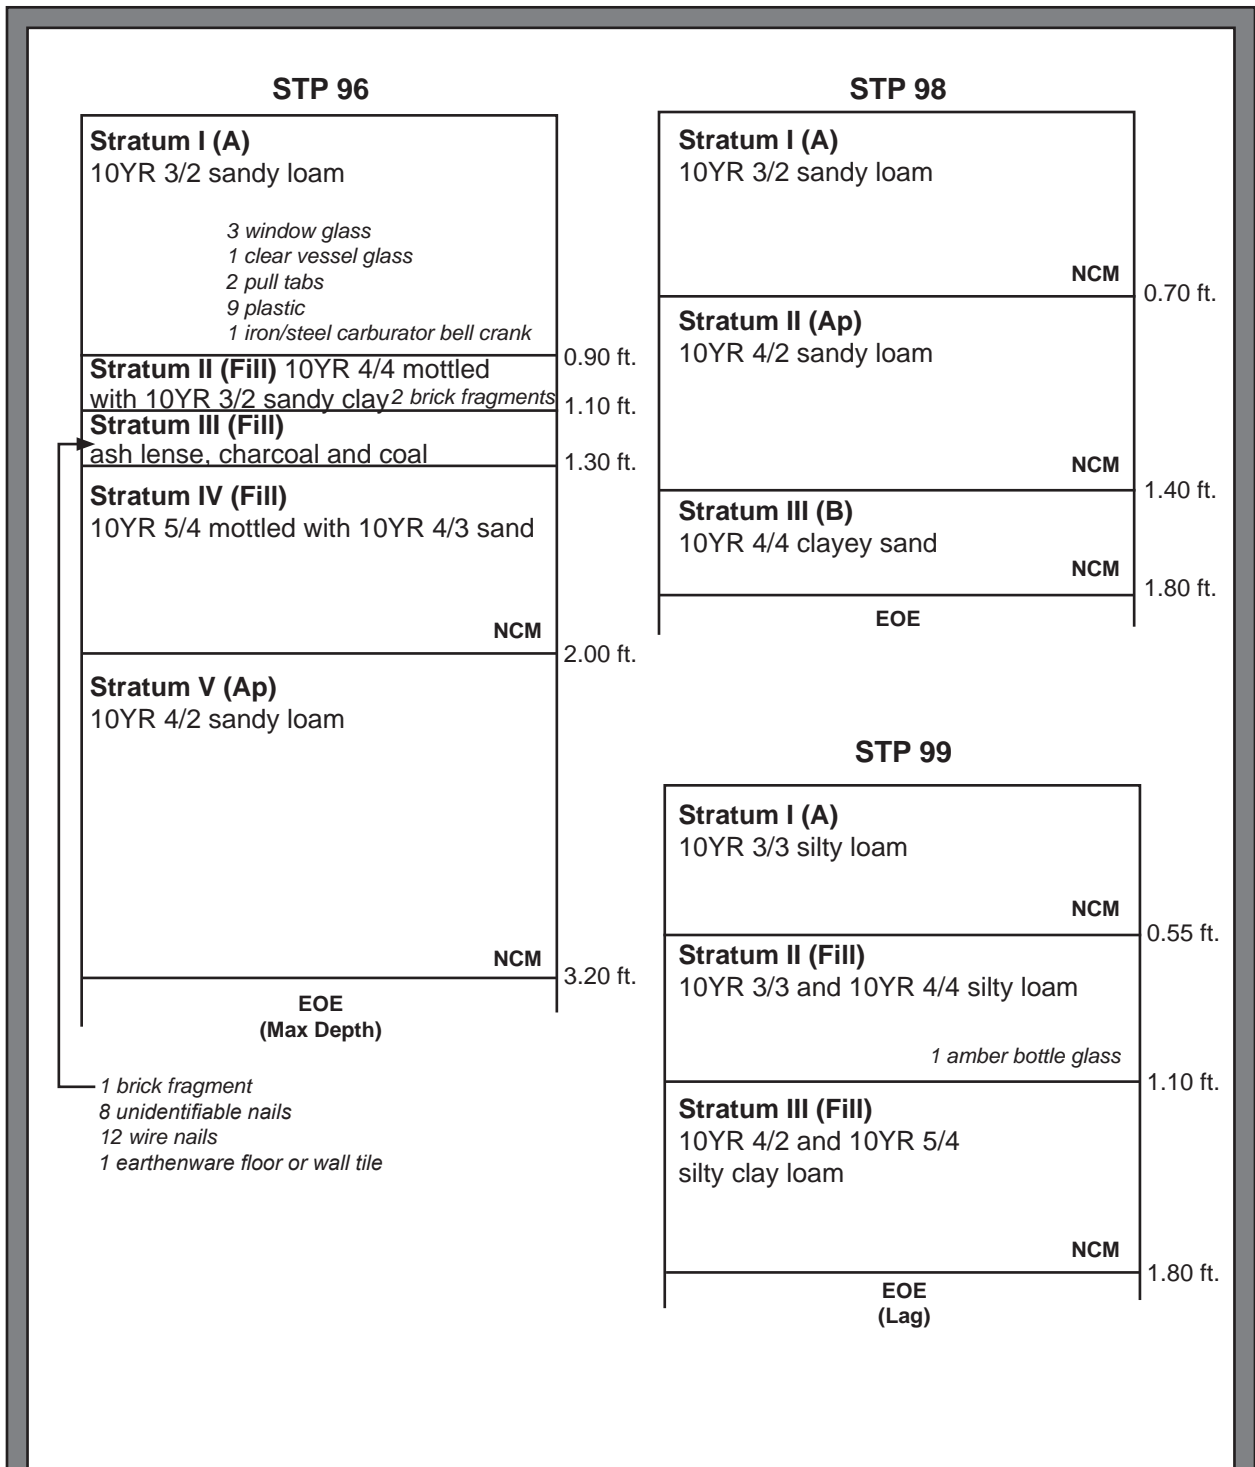 STP 96
Stratum I (A)
10YR 3/2 sandy loam
3 window glass
1 clear vessel glass
2 pull tabs
9 plastic
1 iron/steel carburator bell crank
0.90 ft.
Stratum II (Fill) 10YR 4/4 mottled
with 10YR 3/2 sandy clay 2 brick fragments
1.10 ft.
Stratum III (Fill)
ash lense, charcoal and coal
1.30 ft.
Stratum IV (Fill)
10YR 5/4 mottled with 10YR 4/3 sand
NCM
2.00 ft.
Stratum V (Ap)
10YR 4/2 sandy loam
NCM
3.20 ft.
EOE
(Max Depth)
1 brick fragment
8 unidentifiable nails
12 wire nails
1 earthenware floor or wall tile
STP 98
Stratum I (A)
10YR 3/2 sandy loam
NCM
0.70 ft.
Stratum II (Ap)
10YR 4/2 sandy loam
NCM
1.40 ft.
Stratum III (B)
10YR 4/4 clayey sand
NCM
1.80 ft.
EOE
STP 99
Stratum I (A)
10YR 3/3 silty loam
NCM
0.55 ft.
Stratum II (Fill)
10YR 3/3 and 10YR 4/4 silty loam
1 amber bottle glass
1.10 ft.
Stratum III (Fill)
10YR 4/2 and 10YR 5/4
silty clay loam
NCM
1.80 ft.
EOE
(Lag)